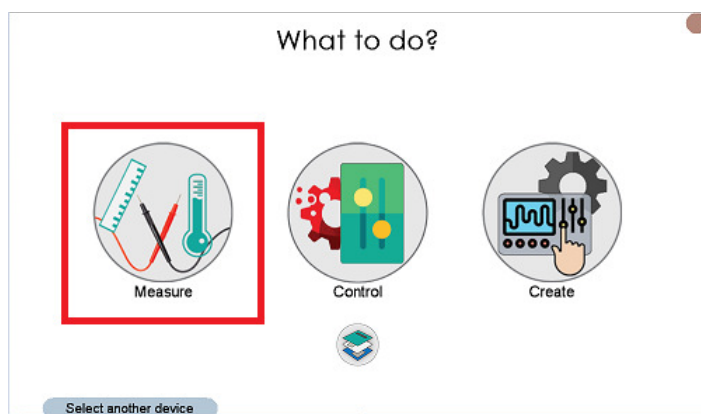 What to do?
Measure
Control
Create
Select another device